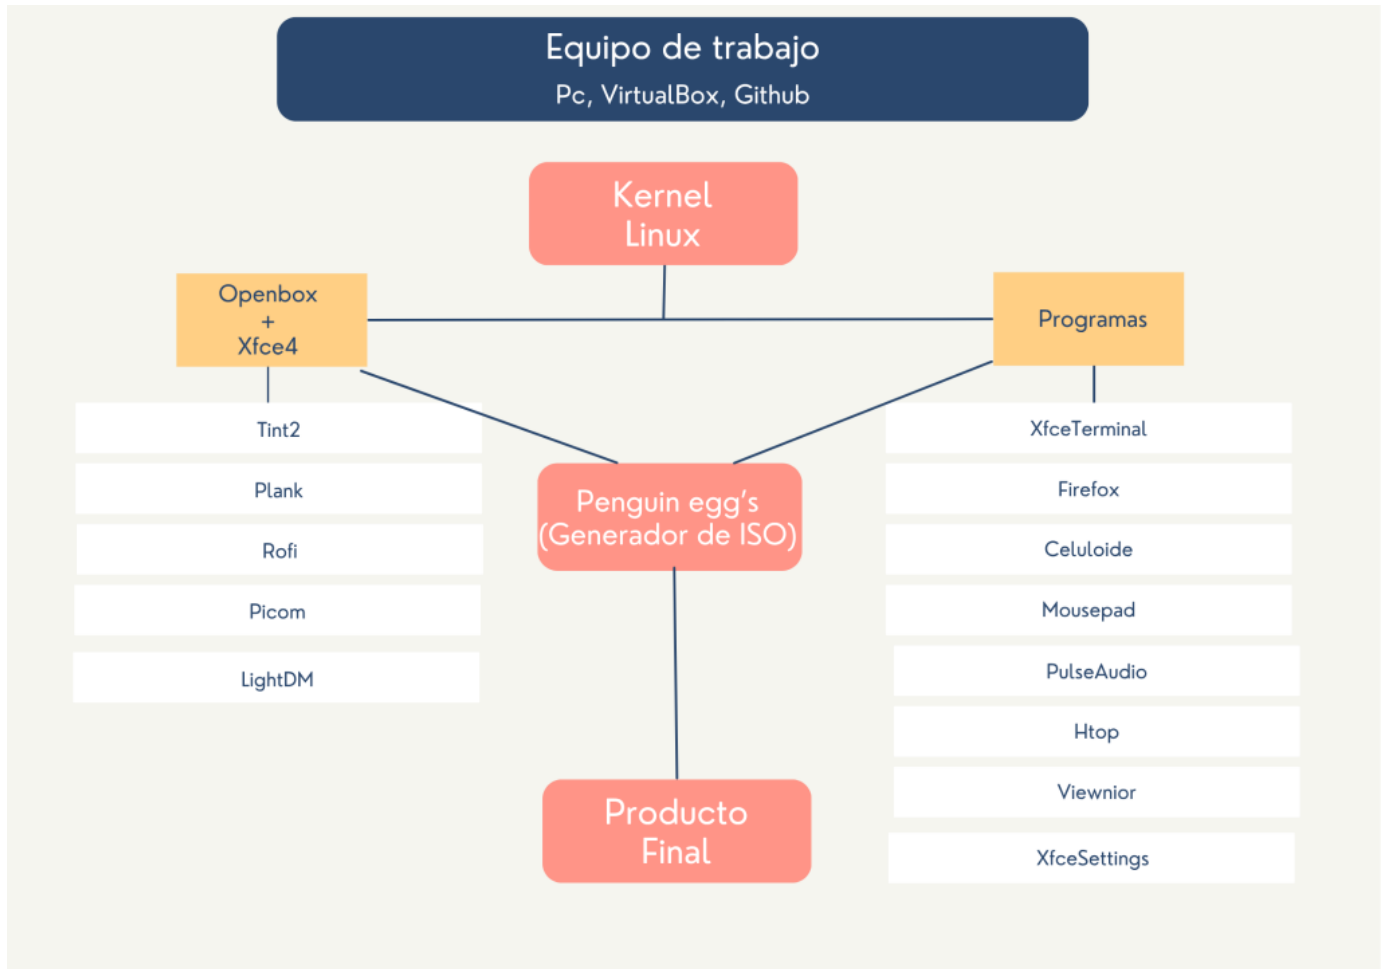 Equipo de trabajo
Pc, VirtualBox, Github
Kernel
Linux
Openbox
+
Xfce4
Programas
Tint2
Plank
Rofi
Picom
LightDM
Penguin egg's
(Generador de ISO)
XfceTerminal
Firefox
Celuloide
Mousepad
PulseAudio
Htop
Viewnior
XfceSettings
Producto
Final